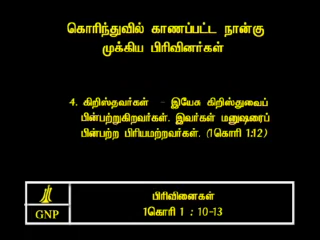 கொரிந்துவில் காணப்பட்ட நான்கு
முக்கிய பிரிவினர்கள்
4. கிறிஸ்தவர்கள் - இயேசு கிறிஸ்துவைப்
பின்பற்றுகிறவர்கள். இவர்கள் மனுஷரைப்
பின்பற்ற பிரியமற்றவர்கள். (1கொரி 1:12)
பிரிவினைகள்
GNP
1கொரி 1 : 10-13